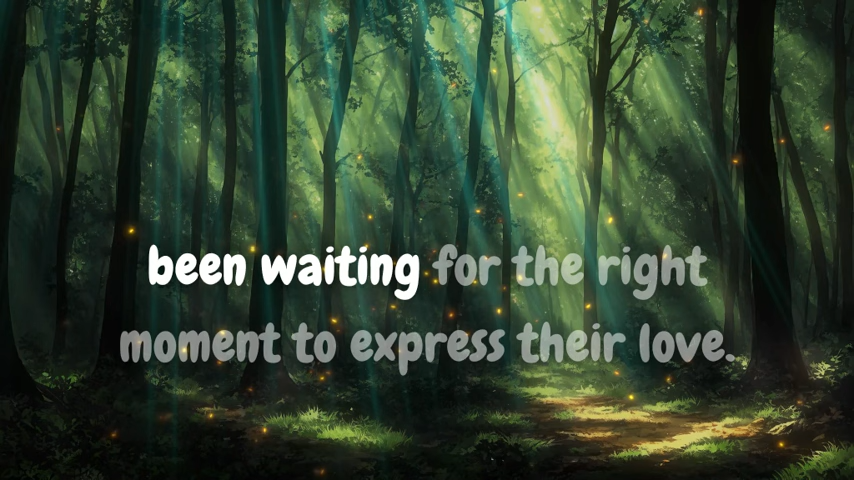 been waiting for the right
moment to express their love.